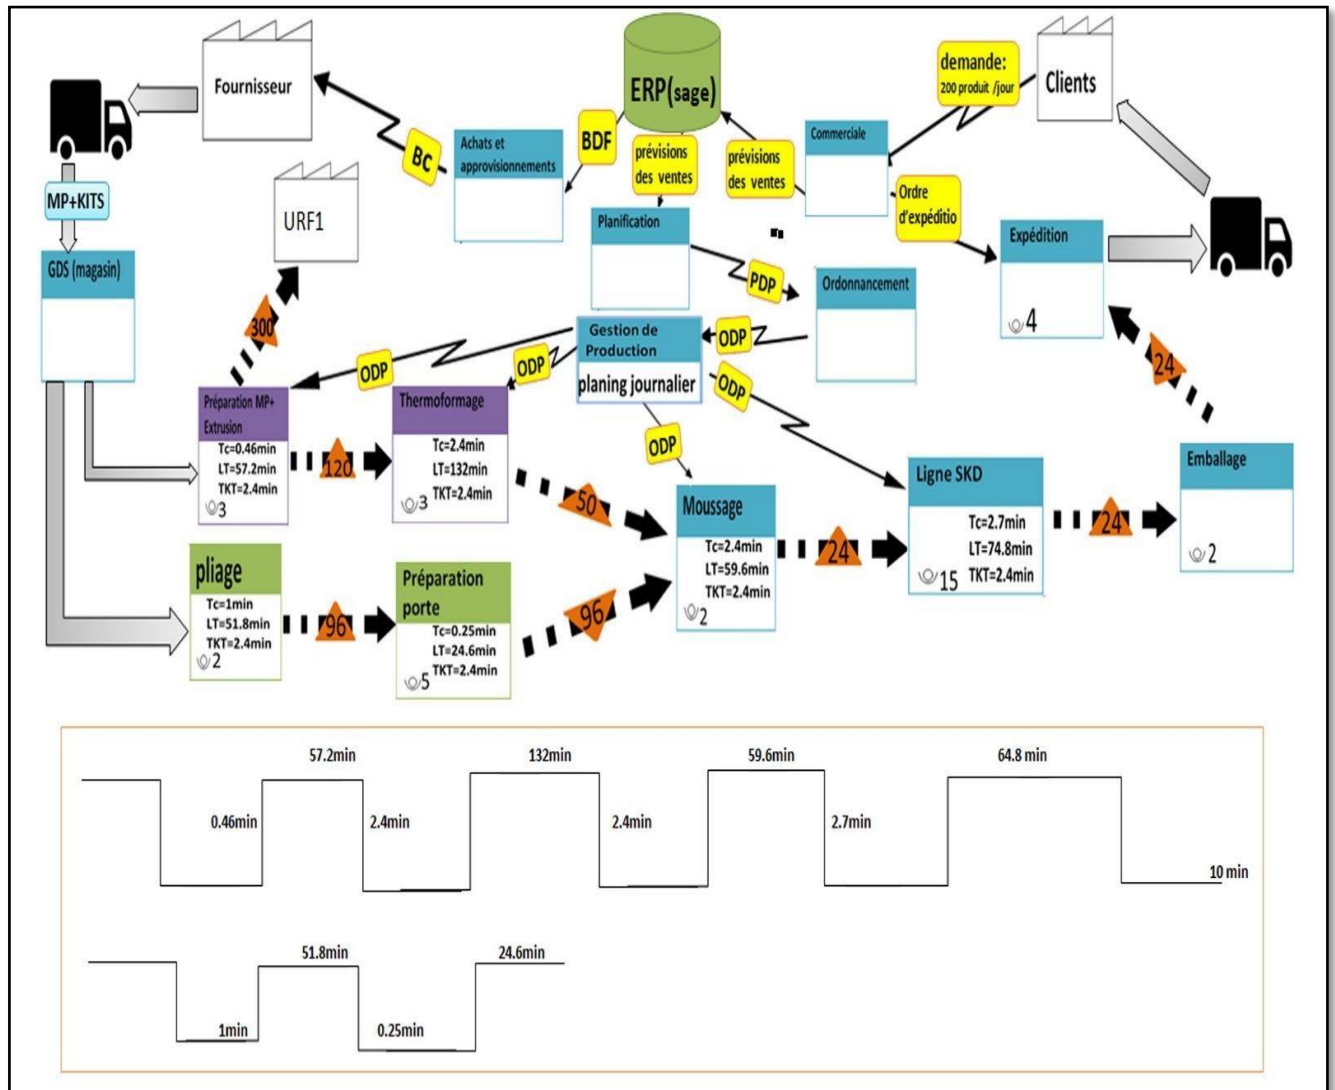 Fournisseur
ERP(sage)
demande:
200 produit /jour
Clients
BC
Achats et
approvisionnements
BDF
prévisions
des ventes
prévisions
des ventes
Commerciale
MP+KITS
URF1
Ordre
d'expéditio
Planification
Expédition
4
GDS (magasin)
PDP
Ordonnancement
300
Gestion de
Production
planing journalier
ODP
ODP
ODP
ODP
ODP
24
Préparation MP+
Extrusion
Tc=0.46min
LT=57.2min
TKT=2.4min
3
120
Thermoformage
Tc=2.4min
LT=132min
TKT=2.4min
3
50
Moussage
Tc=2.4min
LT=59.6min
TKT=2.4min
2
24
Ligne SKD
Tc=2.7min
LT=74.8min
TKT=2.4min
15
24
Emballage
2
pliage
Tc=1min
LT=51.8min
TKT=2.4min
2
96
Préparation
porte
Tc=0.25min
LT=24.6min
TKT=2.4min
5
96
57.2min
132min
59.6min
64.8 min
0.46min
2.4min
2.4min
2.7min
10 min
51.8min
24.6min
1min
0.25min